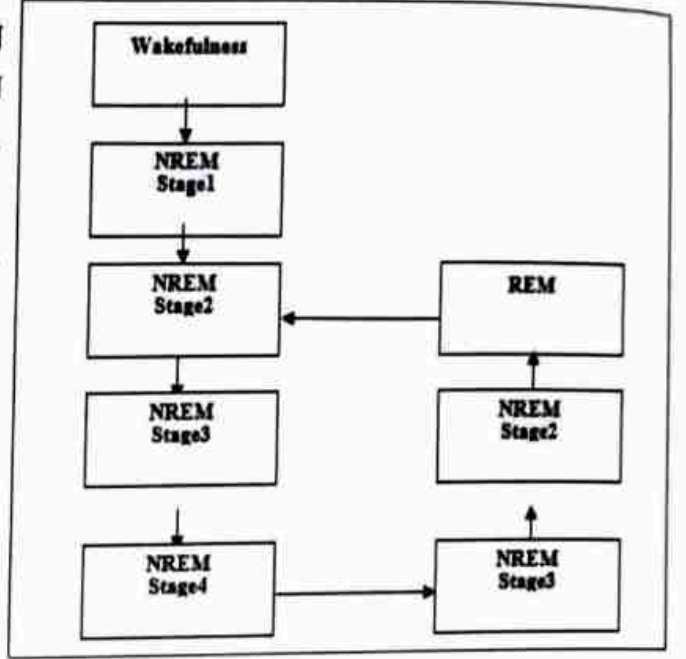 Wakefulness
NREM
Stage1
NREM
Stage2
REM
NREM
Stage3
NREM
Stage2
NREM
Stage4
NREM
Stage3